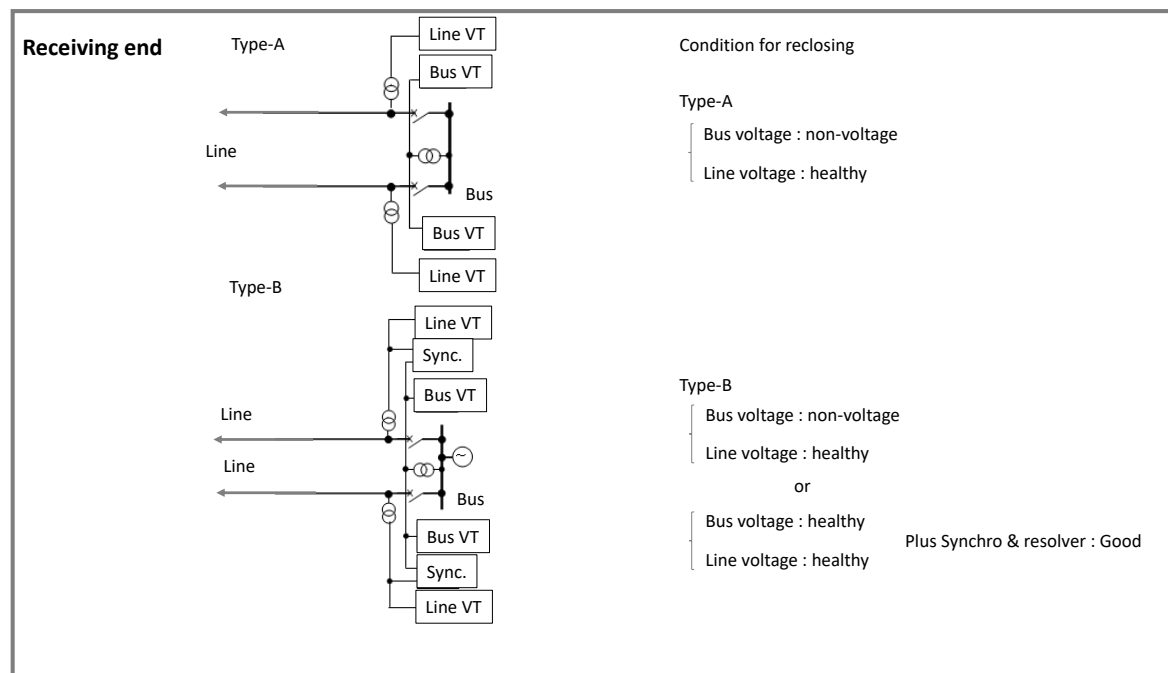 Receiving end
Type-A
Line VT
Bus VT
Line
Bus
Bus VT
Line VT
Type-B
Line VT
Sync.
Bus VT
Line
Line
~
Bus
Bus VT
Sync.
Line VT
Condition for reclosing
Type-A
Bus voltage : non-voltage
Line voltage : healthy
Type-B
Bus voltage : non-voltage
Line voltage : healthy
or
Bus voltage : healthy
Line voltage : healthy
Plus Synchro & resolver : Good